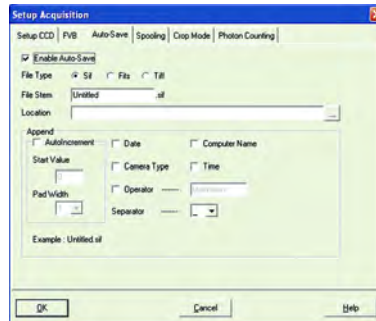 Setup Acquisition
Setup CCD FVB Auto-Save Spooling Crop Mode Photon Counting
Enable Auto-Save
File Type Sif Fits Tiff
File Stem Untitled .sif
Location ...
Append
AutoIncrement Date Computer Name
Start Value Camera Type Time
0
Pad Width Operator
1 Separator _
Example : Untitled.sif
OK Cancel Help